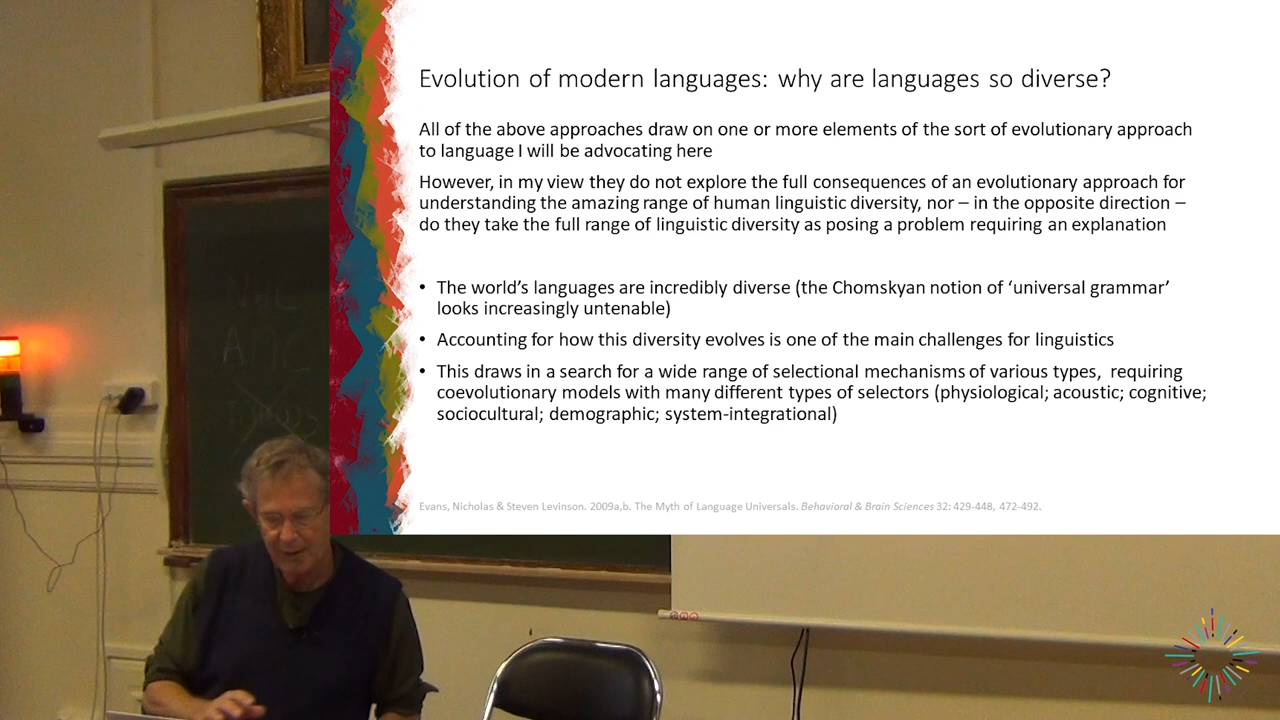 Evolution of modern languages: why are languages so diverse?
All of the above approaches draw on one or more elements of the sort of evolutionary approach
to language I will be advocating here
However, in my view they do not explore the full consequences of an evolutionary approach for
understanding the amazing range of human linguistic diversity, nor – in the opposite direction –
do they take the full range of linguistic diversity as posing a problem requiring an explanation
• The world's languages are incredibly diverse (the Chomskyan notion of ‘universal grammar’
looks increasingly untenable)
• Accounting for how this diversity evolves is one of the main challenges for linguistics
• This draws in a search for a wide range of selectional mechanisms of various types, requiring
coevolutionary models with many different types of selectors (physiological; acoustic; cognitive;
sociocultural; demographic; system-integrational)
Evans, Nicholas & Steven Levinson. 2009a,b. The Myth of Language Universals. Behavioral & Brain Sciences 32: 429-448, 472-492.